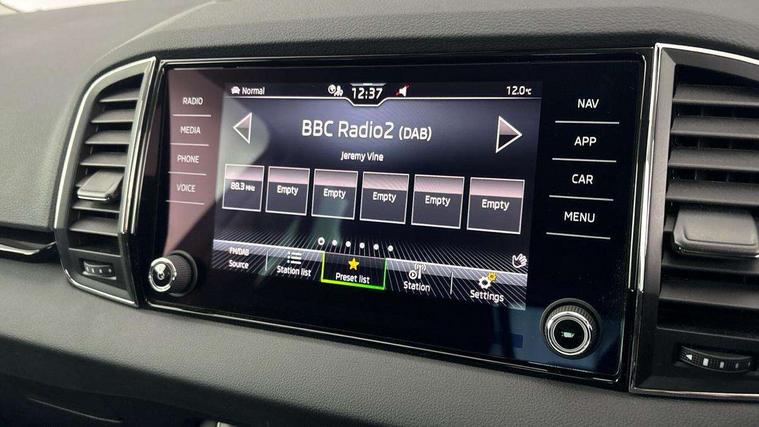 RADIO
MEDIA
PHONE
VOICE
Normal 12:37 12.0°C
BBC Radio2 (DAB)
Jeremy Vine
88.3 MHz Empty Empty Empty Empty Empty
FM/DAB
Source
Station list
Preset list
Station
Settings
NAV
APP
CAR
MENU